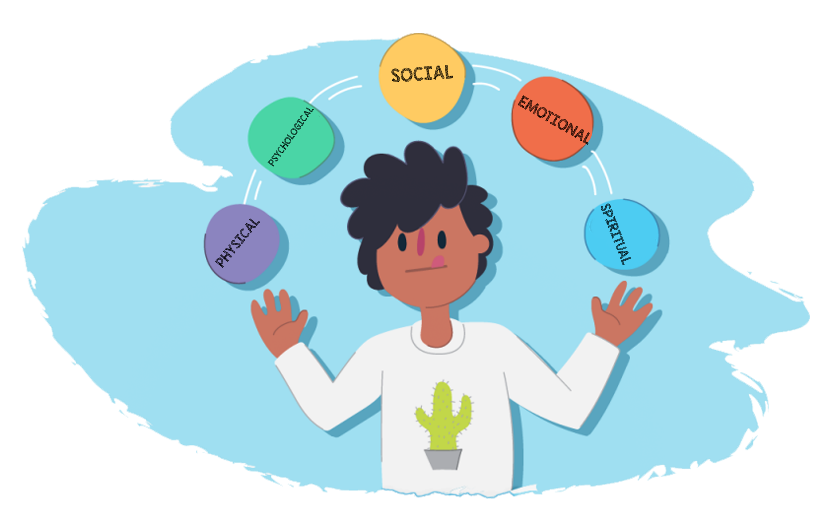 PHYSICAL
PSYCHOLOGICAL
SOCIAL
EMOTIONAL
SPIRITUAL